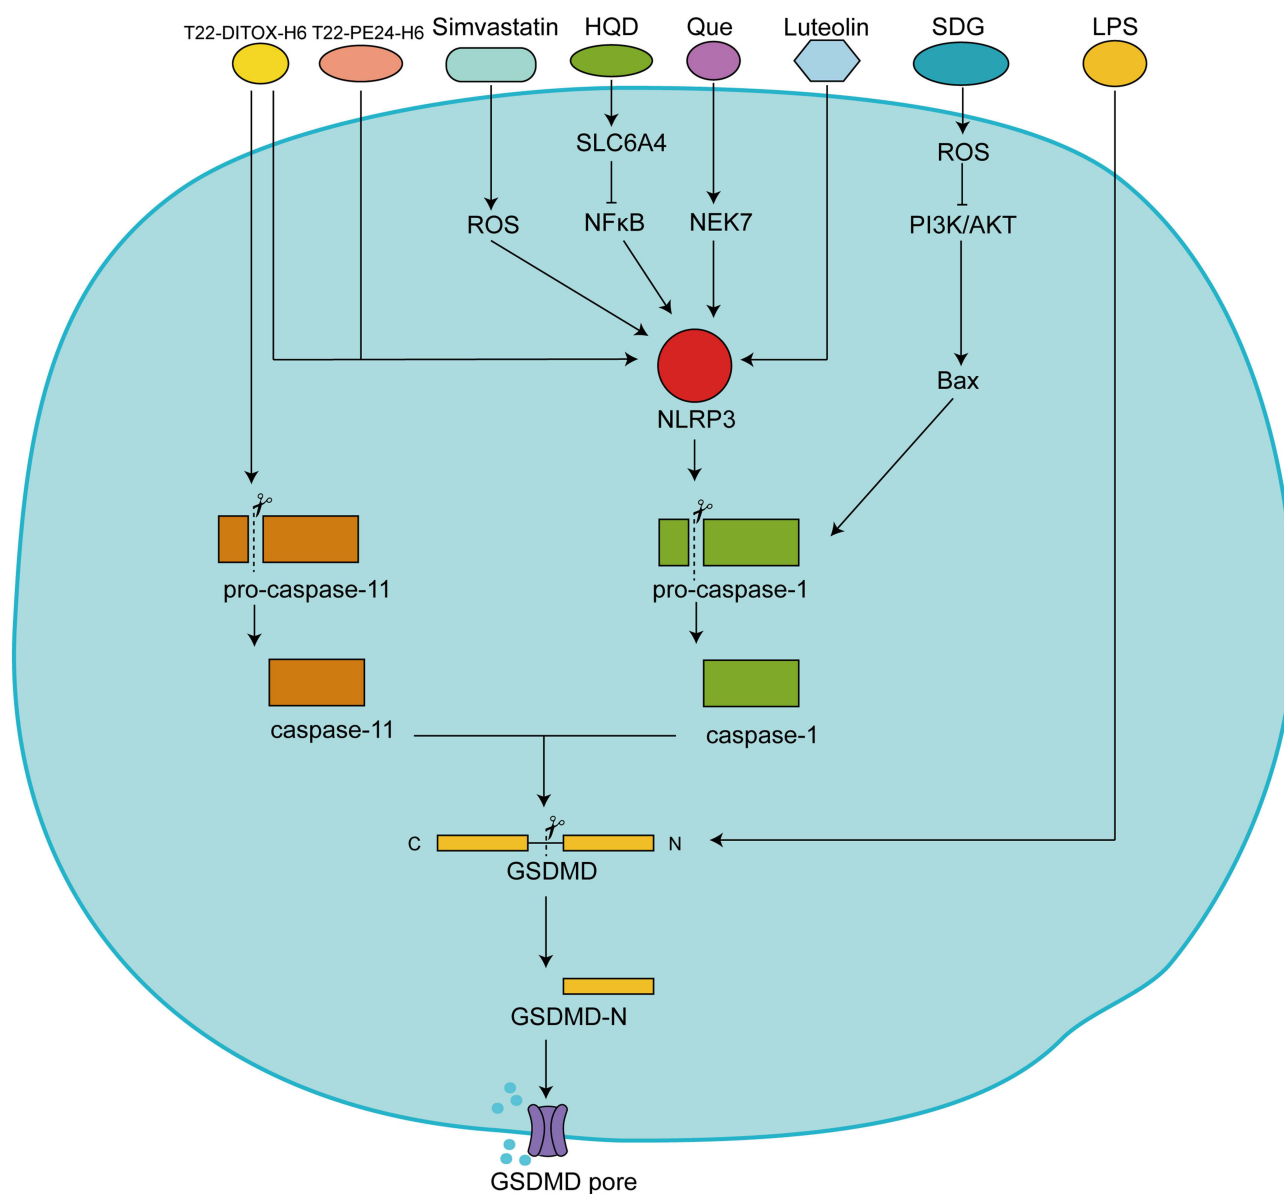 T22-DITOX-H6
T22-PE24-H6
Simvastatin
HQD
Que
Luteolin
SDG
LPS
SLC6A4
ROS
ROS
NFκB
NEK7
PI3K/AKT
Bax
NLRP3
pro-caspase-11
pro-caspase-1
caspase-11
caspase-1
C
N
GSDMD
GSDMD-N
GSDMD pore